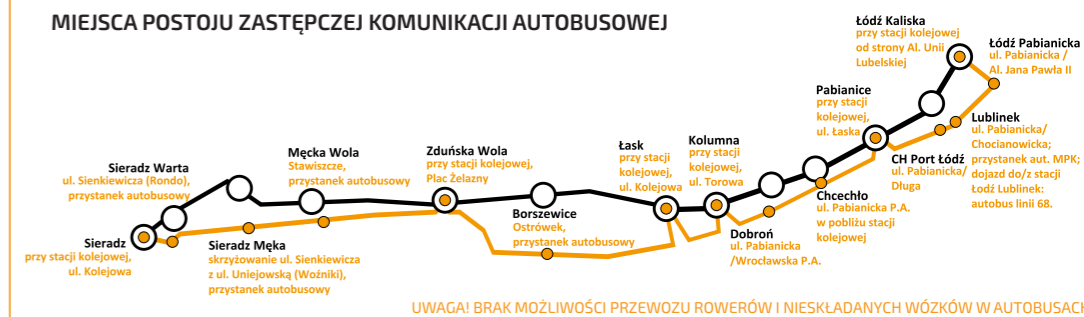 MIEJSCA POSTOJU ZASTĘPCZEJ KOMUNIKACJI AUTOBUSOWEJ
Łódź Kaliska
przy stacji kolejowej
od strony Al. Unii
Lubelskiej
Łódź Pabianicka
ul. Pabianicka /
Al. Jana Pawła II
Pabianice
przy stacji
kolejowej,
ul. Łaska
Lublinek
ul. Pabianicka/
Chocianowicka;
przystanek aut. MPK;
dojazd do/z stacji
Łódź Lublinek:
autobus linii 68.
CH Port Łódź
ul. Pabianicka/
Długa
Chcechło
ul. Pabianicka P.A.
w pobliżu stacji
kolejowej
Kolumna
przy stacji
kolejowej,
ul. Torowa
Dobroń
ul. Pabianicka
/Wrocławska P.A.
Łask
przy stacji
kolejowej,
ul. Kolejowa
Borszewice
Ostrówek,
przystanek autobusowy
Zduńska Wola
przy stacji kolejowej,
Plac Żelazny
Męcka Wola
Stawiszcze,
przystanek autobusowy
Sieradz Warta
ul. Sienkiewicza (Rondo),
przystanek autobusowy
Sieradz Męka
skrzyżowanie ul. Sienkiewicza
z ul. Uniejowską (Woźniki),
przystanek autobusowy
Sieradz
przy stacji kolejowej,
ul. Kolejowa
UWAGA! BRAK MOŻLIWOŚCI PRZEWOZU ROWERÓW I NIESKŁADANYCH WÓZKÓW W AUTOBUSACH